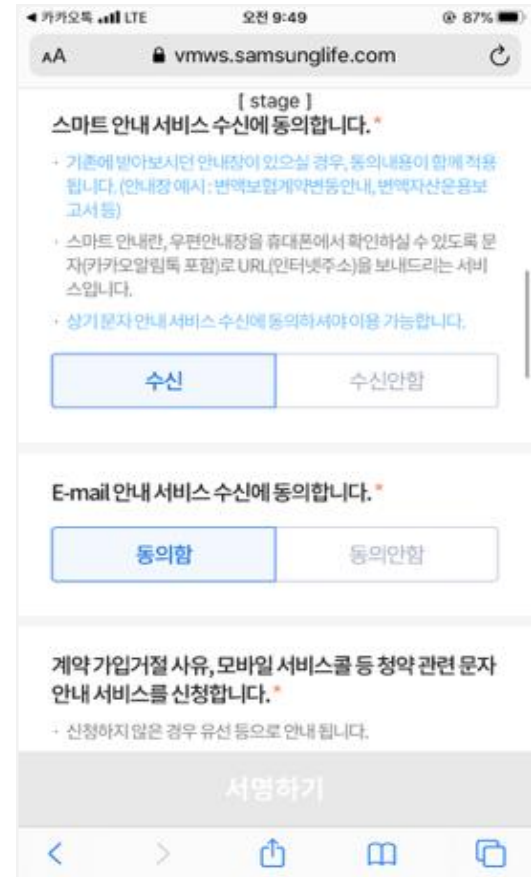 ◀ 카카오톡 LTE 오전 9:49 @ 87%
AA vmws.samsunglife.com
[ stage ]
스마트 안내 서비스 수신에 동의합니다. *
· 기존에 받아보시던 안내장이 있으실 경우, 동의내용이 함께 적용
됩니다. (안내장 예시 : 변액보험계약변동안내, 변액자산운용보
고서 등)
· 스마트 안내란, 우편안내장을 휴대폰에서 확인하실 수 있도록 문
자(카카오알림톡 포함)로 URL(인터넷주소)을 보내드리는 서비
스입니다.
· 상기 문자 안내 서비스 수신에 동의하셔야 이용 가능합니다.
수신 수신안함
E-mail 안내 서비스 수신에 동의합니다. *
동의함 동의안함
계약 가입거절 사유, 모바일 서비스콜 등 청약 관련 문자
안내 서비스를 신청합니다. *
· 신청하지 않은 경우 유선 등으로 안내 됩니다.
서명하기